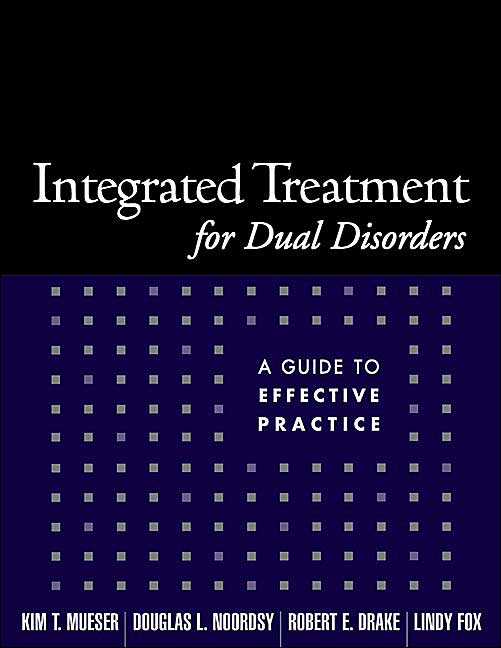 Integrated Treatment
for Dual Disorders
A GUIDE TO
EFFECTIVE
PRACTICE
KIM T. MUESER | DOUGLAS L. NOORDSY | ROBERT E. DRAKE | LINDY FOX